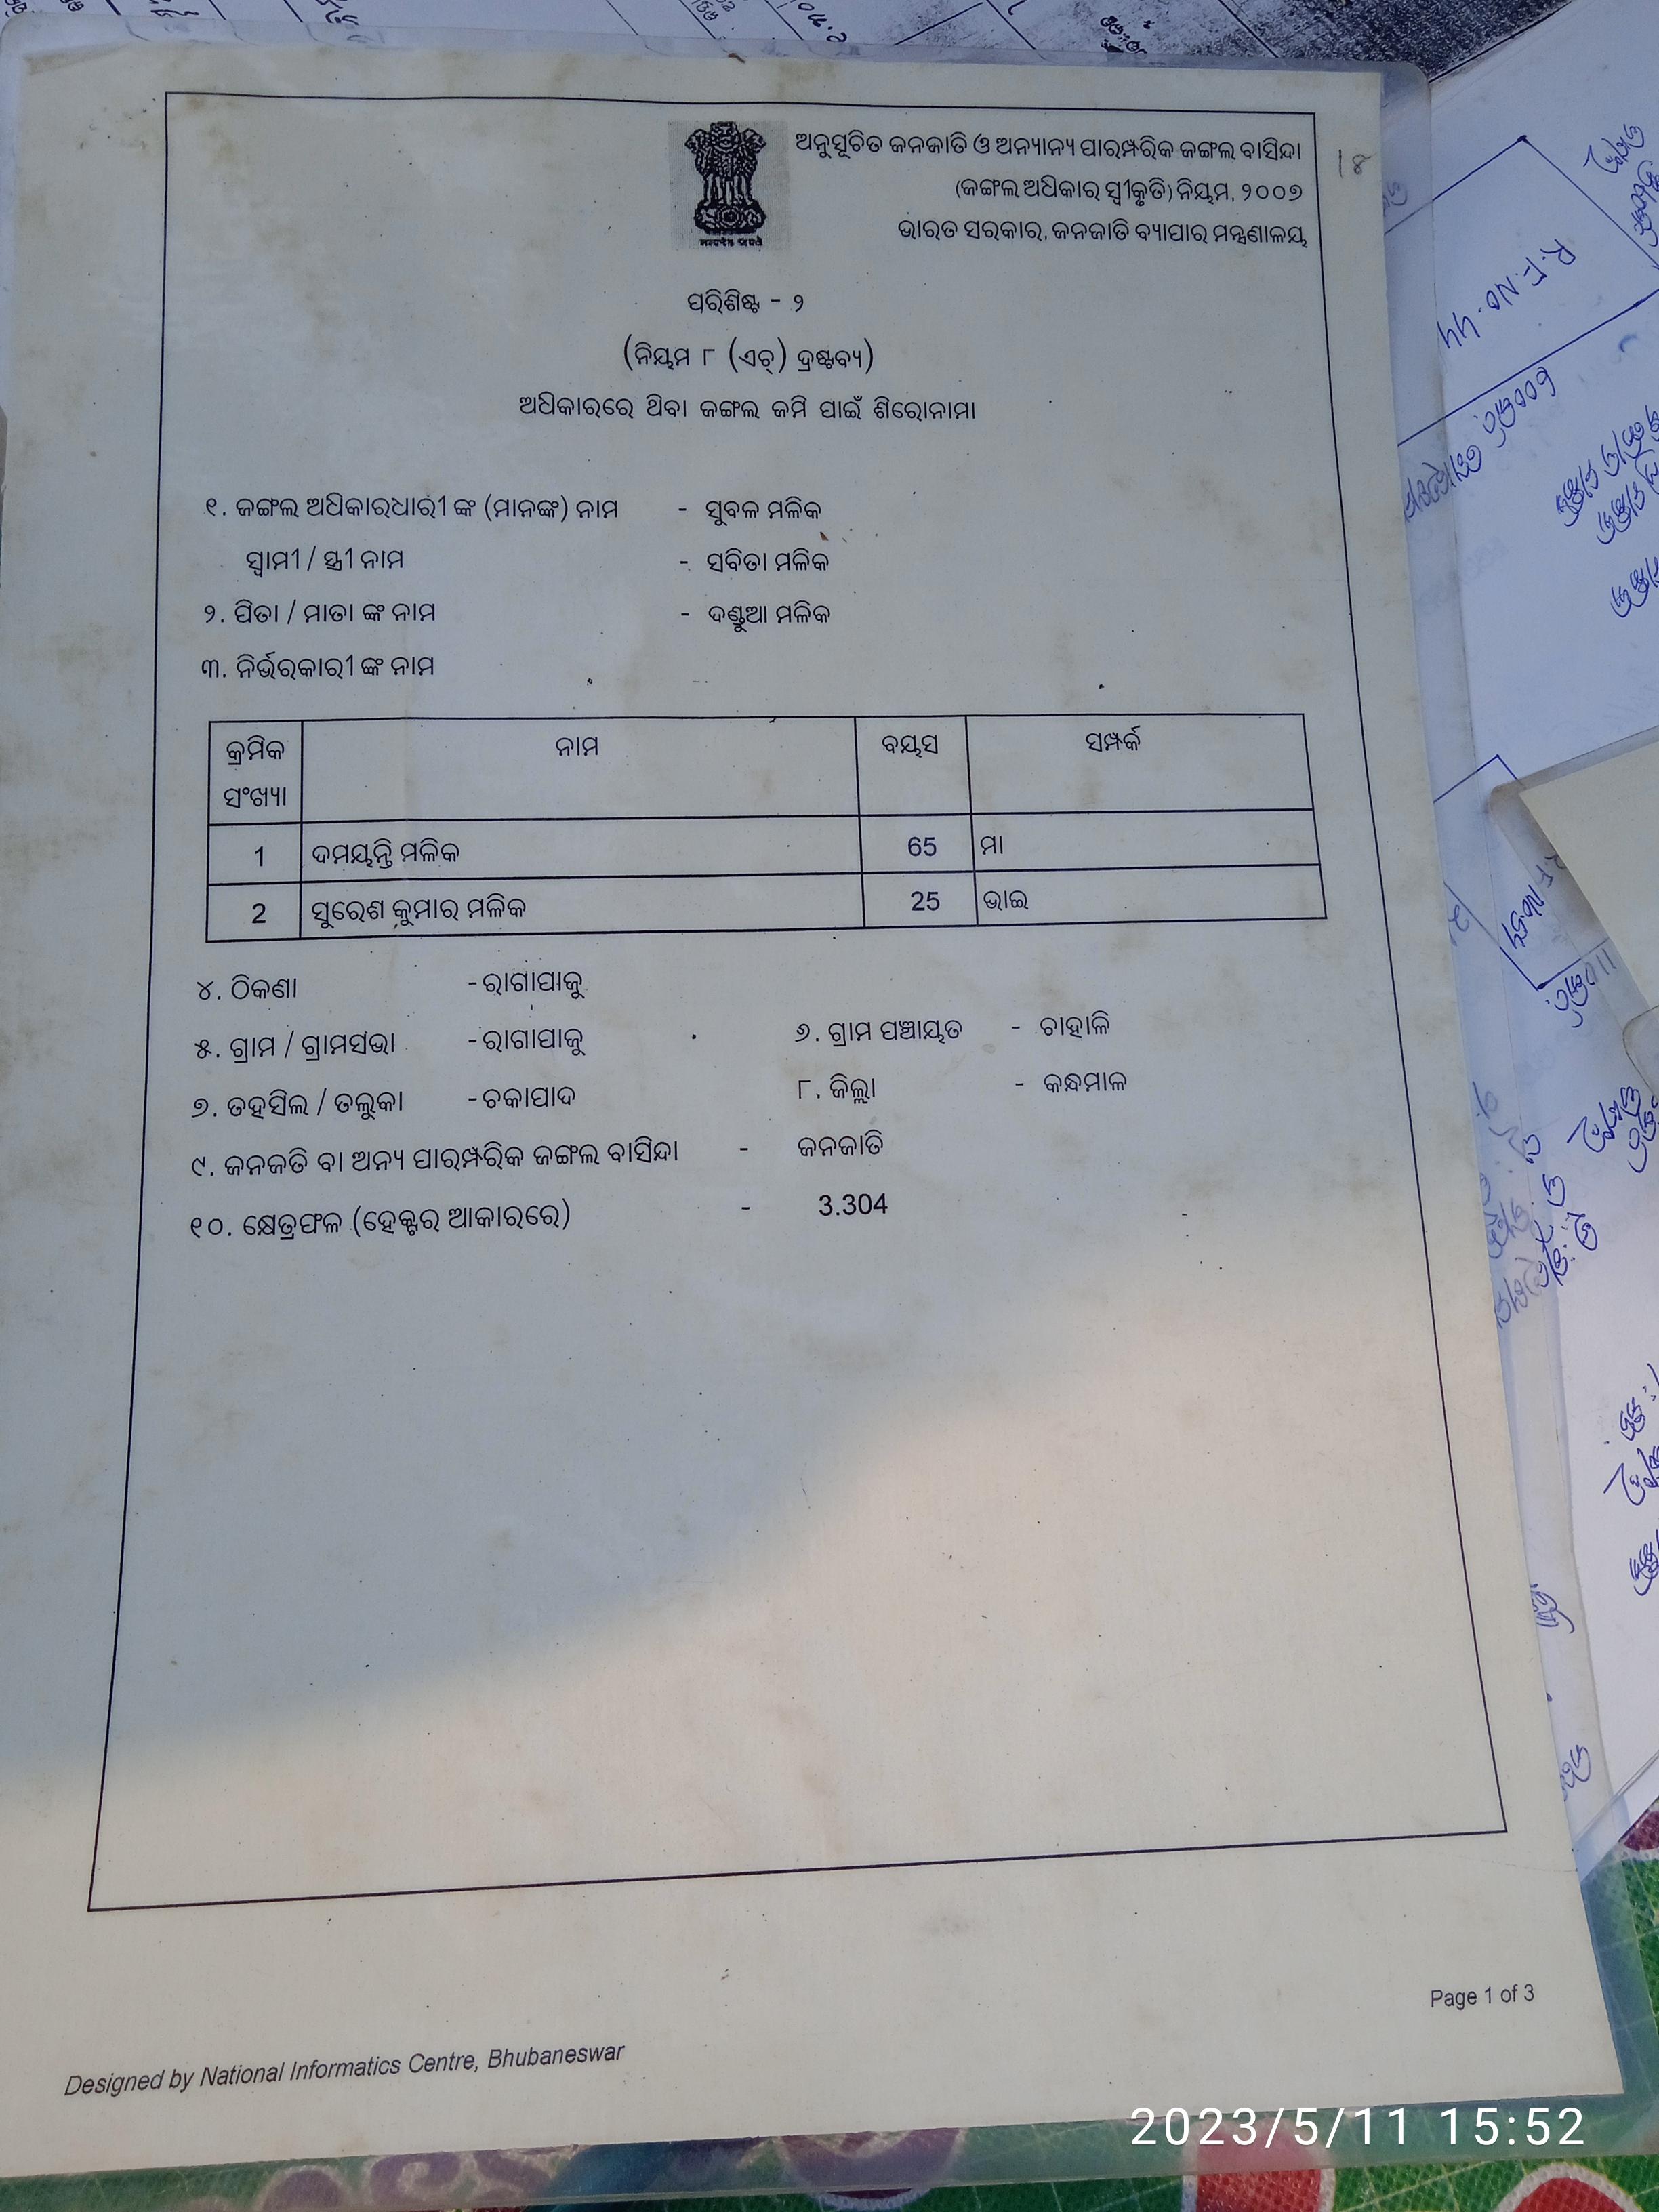 ଅନୁସୂଚିତ ଜନଜାତି ଓ ଅନ୍ୟାନ୍ୟ ପାରମ୍ପରିକ ଜଙ୍ଗଲ ବାସିନ୍ଦା
(ଜଙ୍ଗଲ ଅଧିକାର ସ୍ୱୀକୃତି) ନିୟମ, ୨୦୦୭
ଭାରତ ସରକାର, ଜନଜାତି ବ୍ୟାପାର ମନ୍ତ୍ରଣାଳୟ
୧୪
ପରିଶିଷ୍ଟ - ୨
(ନିୟମ ୮ (ଏଚ୍) ଦ୍ରଷ୍ଟବ୍ୟ)
ଅଧିକାରରେ ଥିବା ଜଙ୍ଗଲ ଜମି ପାଇଁ ଶିରୋନାମା
୧. ଜଙ୍ଗଲ ଅଧିକାରଧାରୀ ଙ୍କ (ମାନଙ୍କ) ନାମ - ସୁବଳ ମଳିକ
ସ୍ୱାମୀ / ସ୍ତ୍ରୀ ନାମ - ସବିତା ମଳିକ
୨. ପିତା / ମାତା ଙ୍କ ନାମ - ଦଣ୍ଡୁଆ ମଳିକ
୩. ନିର୍ଭରକାରୀ ଙ୍କ ନାମ
କ୍ରମିକ ସଂଖ୍ୟା ନାମ ବୟସ ସମ୍ପର୍କ
1 ଦମୟନ୍ତି ମଳିକ 65 ମା
2 ସୁରେଶ କୁମାର ମଳିକ 25 ଭାଇ
୪. ଠିକଣା - ରାଗାପାକୁ
୫. ଗ୍ରାମ / ଗ୍ରାମସଭା - ରାଗାପାକୁ ୬. ଗ୍ରାମ ପଞ୍ଚାୟତ - ଚାହାଳି
୭. ତହସିଲ / ତଲୁକା - ଚକାପାଦ ୮. ଜିଲ୍ଲା - କନ୍ଧମାଳ
୯. ଜନଜତି ବା ଅନ୍ୟ ପାରମ୍ପରିକ ଜଙ୍ଗଲ ବାସିନ୍ଦା - ଜନଜାତି
୧୦. କ୍ଷେତ୍ରଫଳ (ହେକ୍ଟର ଆକାରରେ) - 3.304
Page 1 of 3
Designed by National Informatics Centre, Bhubaneswar
2023/5/11 15:52